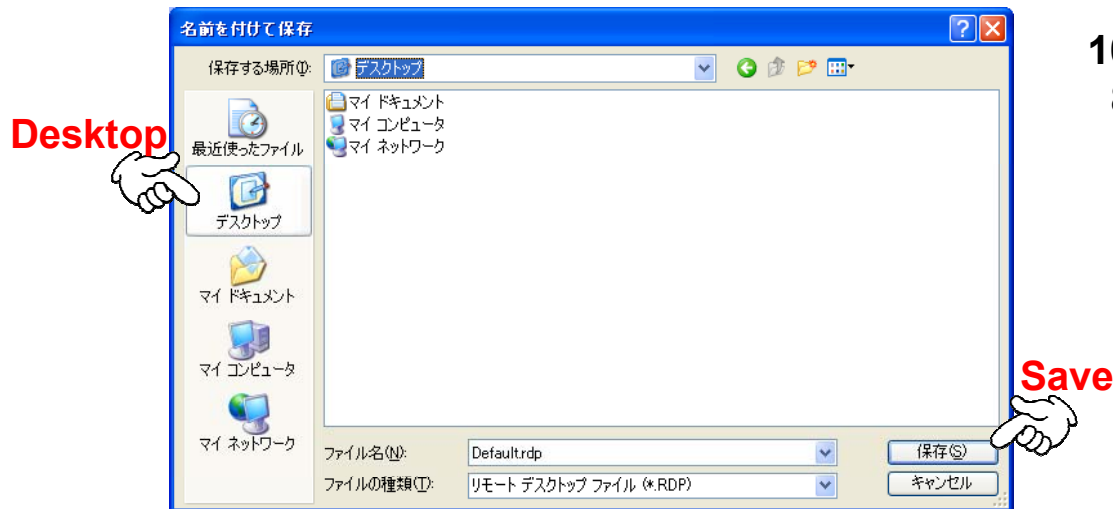 名前を付けて保存
保存する場所(I):
デスクトップ
マイ ドキュメント
マイ コンピュータ
マイ ネットワーク
Desktop
最近使ったファイル
デスクトップ
マイ ドキュメント
マイ コンピュータ
マイ ネットワーク
Save
ファイル名(N):
Default.rdp
保存(S)
ファイルの種類(T):
リモート デスクトップ ファイル (*.RDP)
キャンセル